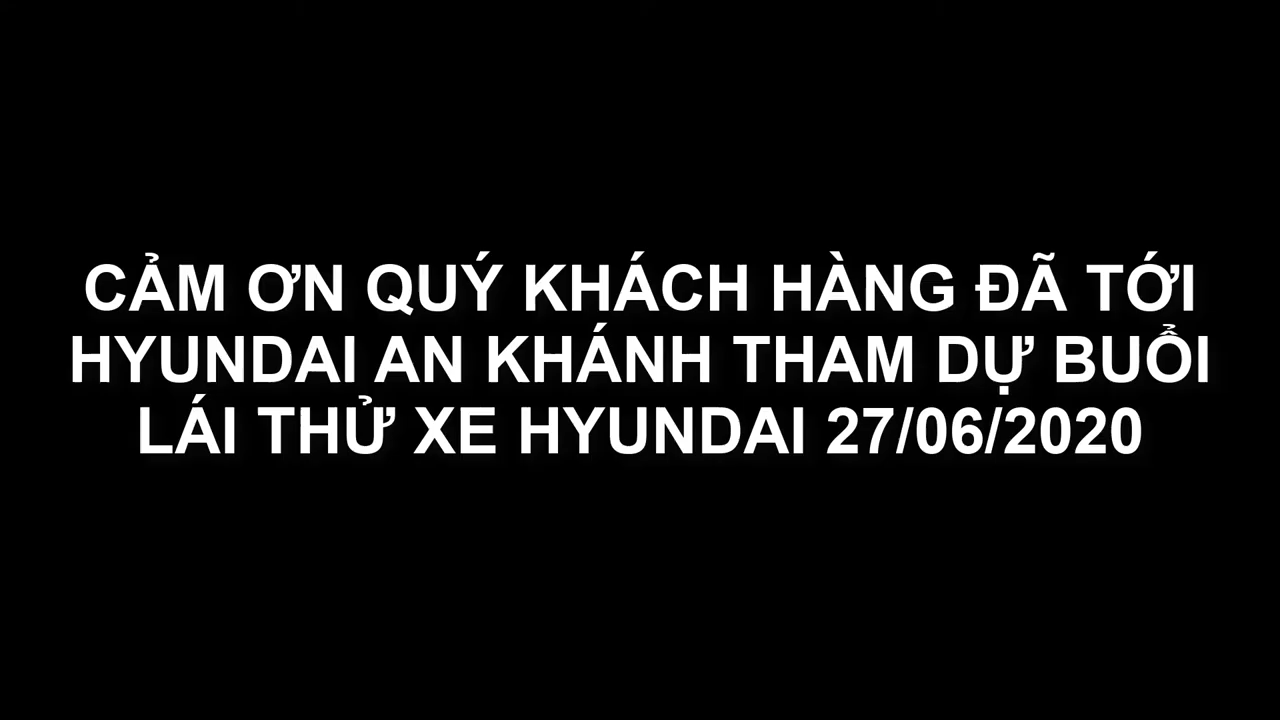 CẢM ƠN QUÝ KHÁCH HÀNG ĐÃ TỚI
HYUNDAI AN KHÁNH THAM DỰ BUỔI
LÁI THỬ XE HYUNDAI 27/06/2020